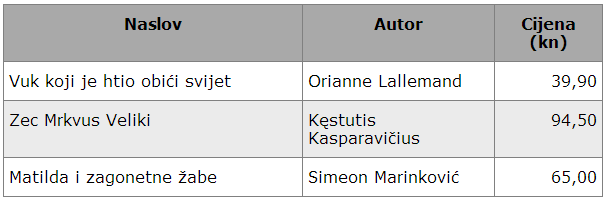 Naslov Autor Cijena
(kn)
Vuk koji je htio obići svijet Orianne Lallemand 39,90
Zec Mrkvus Veliki Kęstutis 94,50
Kasparavičius
Matilda i zagonetne žabe Simeon Marinković 65,00